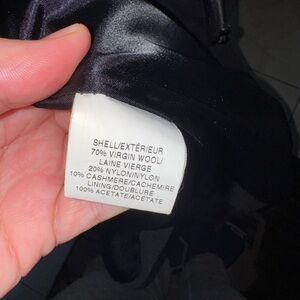 SHELL/EXTÉRIEUR
70% VIRGIN WOOL/
LAINE VIERGE
20% NYLON/NYLON
10% CASHMERE/CACHEMIRE
LINING/DOUBLURE
100% ACETATE/ACÉTATE